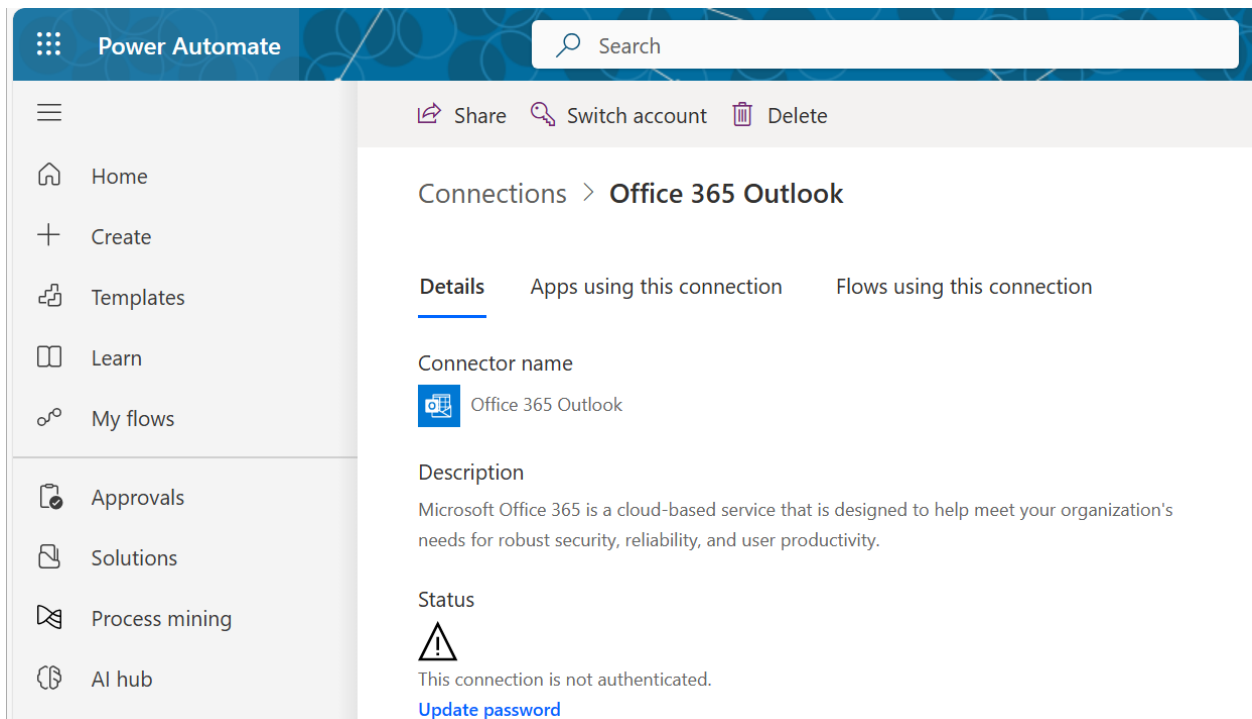 Power Automate
Search
Share
Switch account
Delete
Home
Create
Templates
Learn
My flows
Approvals
Solutions
Process mining
AI hub
Connections > Office 365 Outlook
Details
Apps using this connection
Flows using this connection
Connector name
Office 365 Outlook
Description
Microsoft Office 365 is a cloud-based service that is designed to help meet your organization's
needs for robust security, reliability, and user productivity.
Status
This connection is not authenticated.
Update password